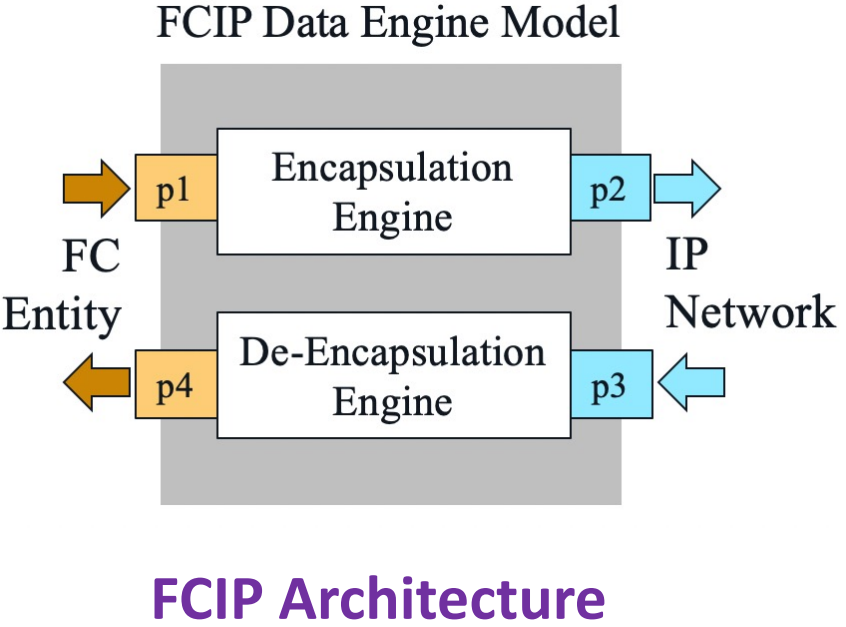 FCIP Data Engine Model
p1
Encapsulation
Engine
p2
FC
Entity
IP
Network
p4
De-Encapsulation
Engine
p3
FCIP Architecture